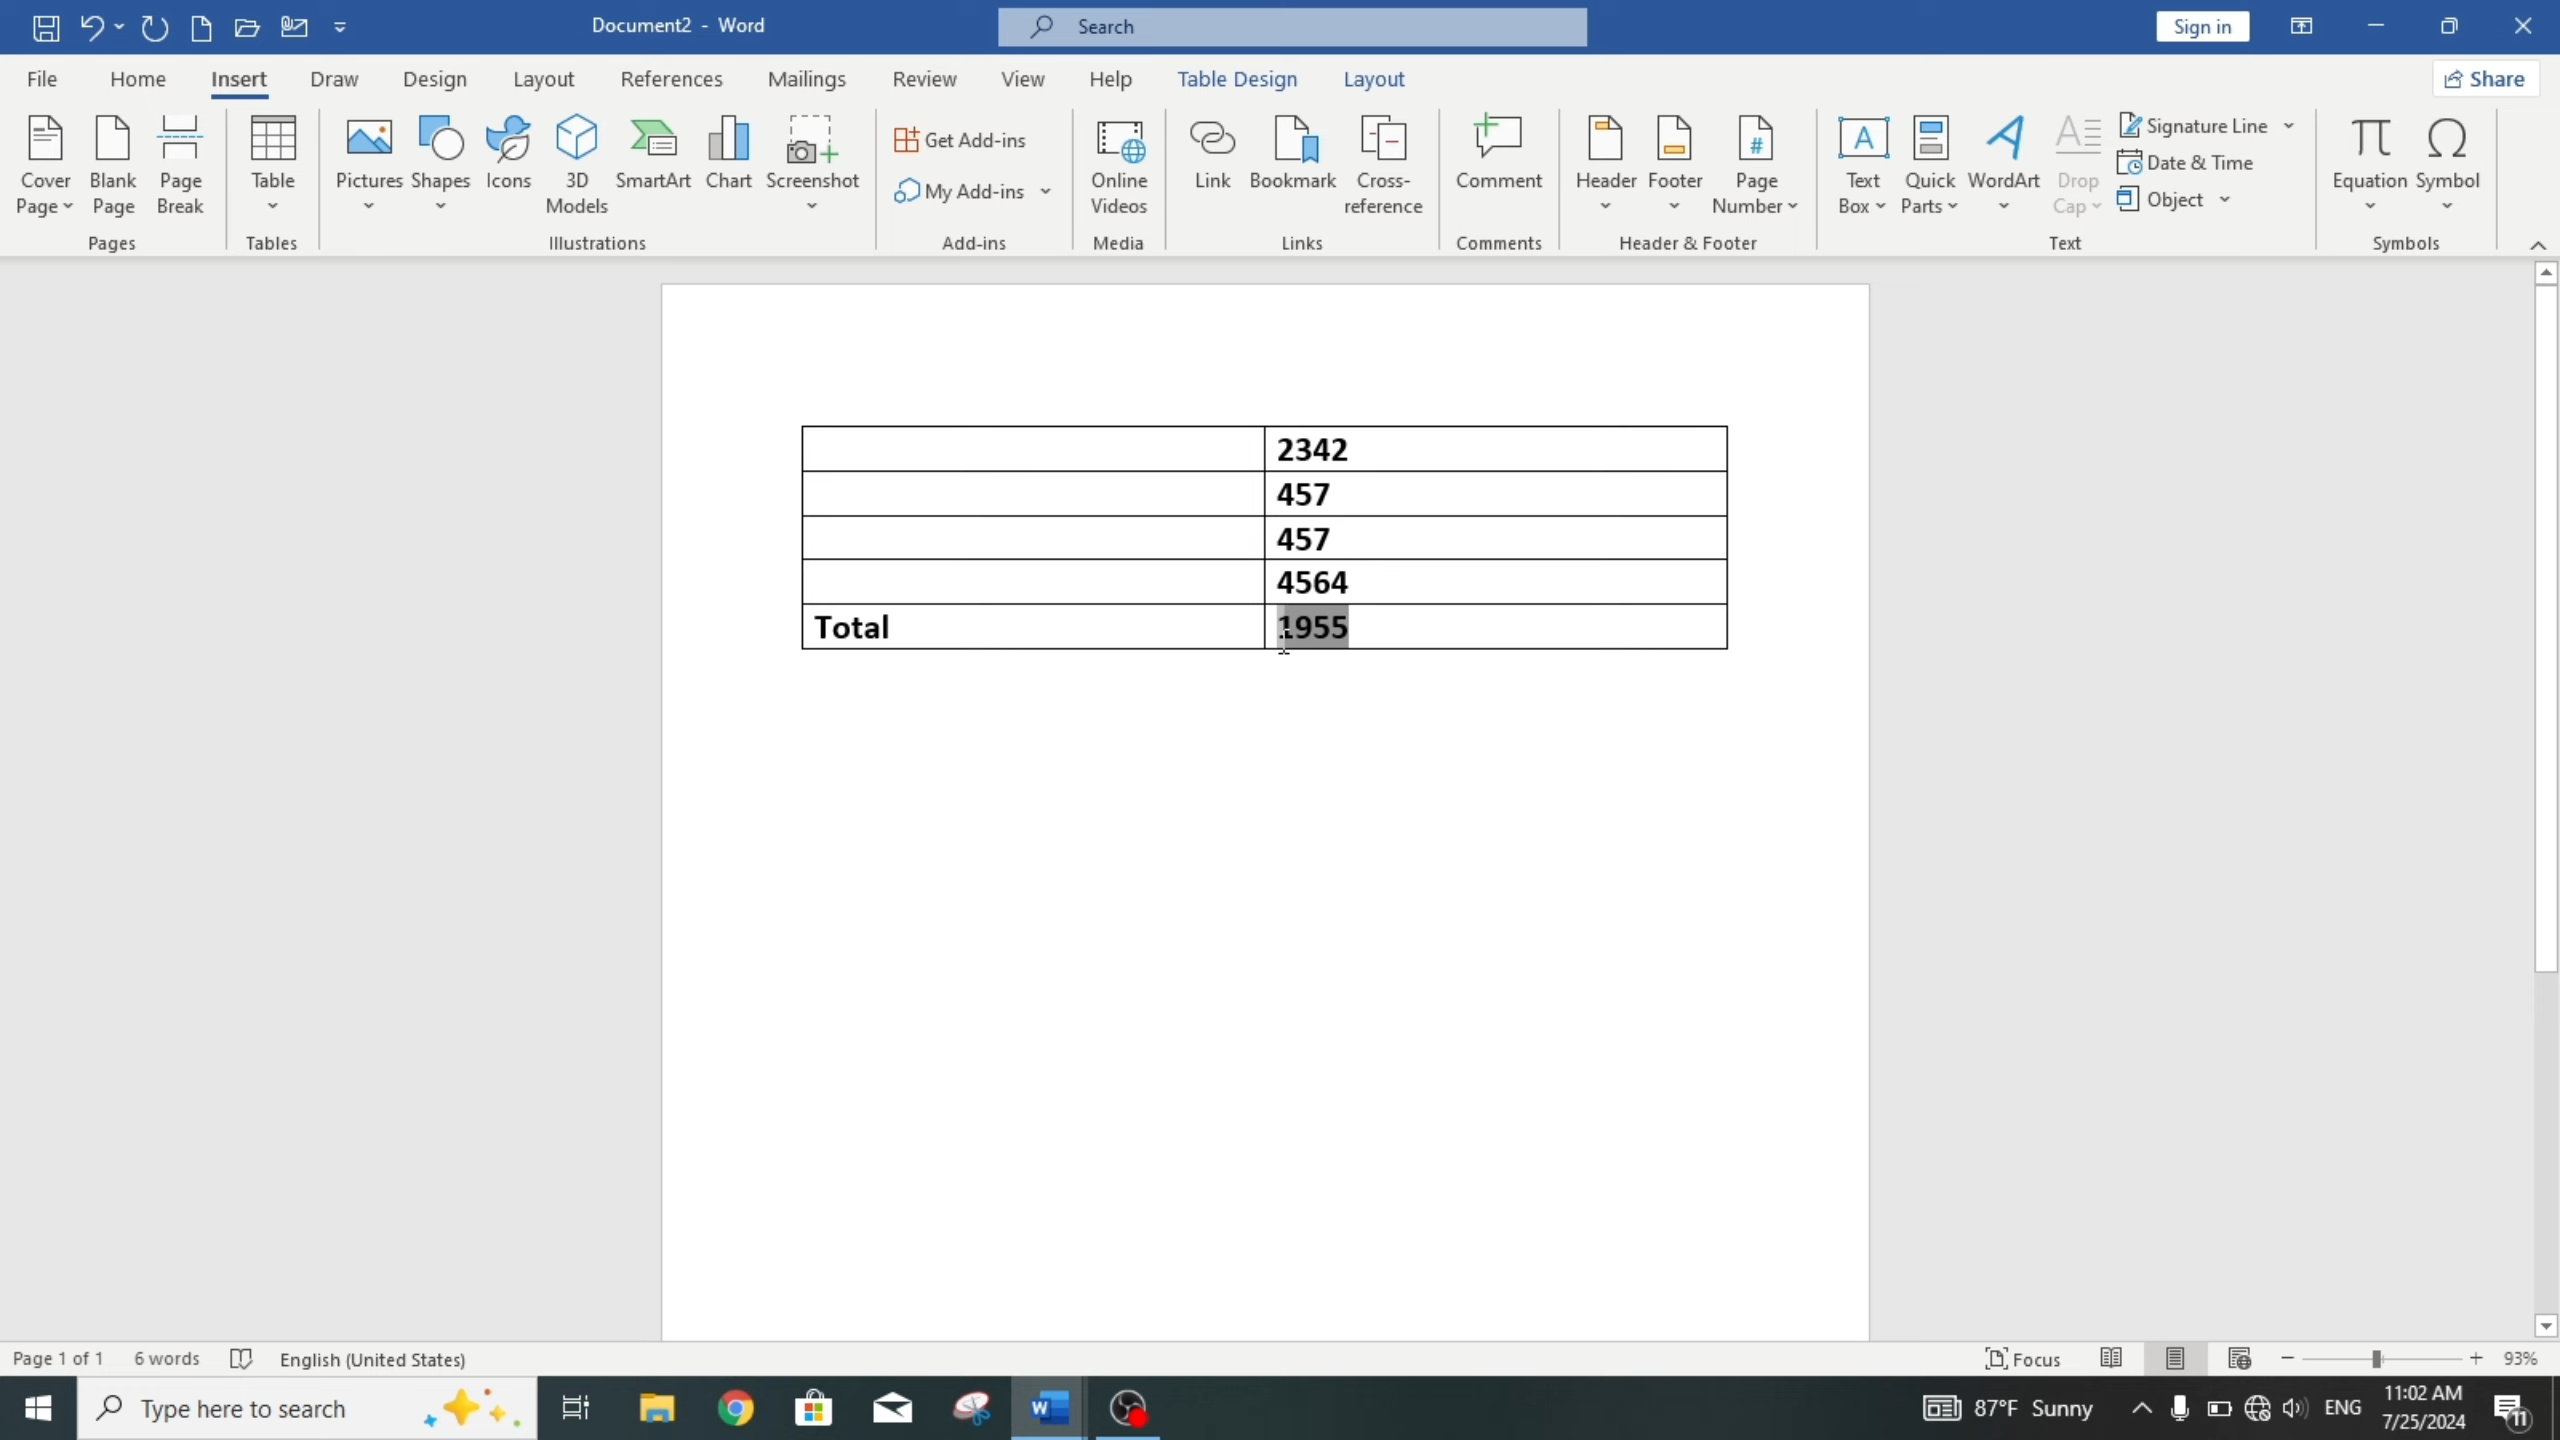 Document2 - Word
Search
Sign in
File Home Insert Draw Design Layout References Mailings Review View Help Table Design Layout
Share
Cover Page
Blank Page
Page Break
Table
Pictures
Shapes
Icons
3D Models
SmartArt
Chart
Screenshot
Get Add-ins
My Add-ins
Online Videos
Link
Bookmark
Cross-reference
Comment
Header
Footer
Page Number
#
A
Text Box
Quick Parts
WordArt
Drop Cap
Signature Line
Date & Time
Object
π
Equation
Ω
Symbol
Pages Tables Illustrations Add-ins Media Links Comments Header & Footer Text Symbols
2342
457
457
4564
Total 1955
Page 1 of 1 6 words English (United States)
Focus
93%
Type here to search
W
87°F Sunny
ENG
11:02 AM
7/25/2024
11